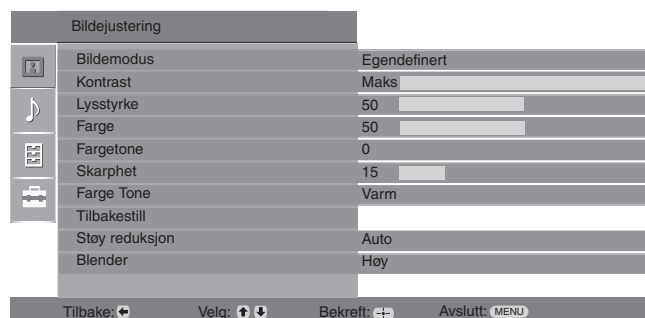 Bildejustering
Bildemodus Egendefinert
Kontrast Maks
Lysstyrke 50
Farge 50
Fargetone 0
Skarphet 15
Farge Tone Varm
Tilbakestill
Støy reduksjon Auto
Blender Høy
Tilbake: Velg: Bekreft: Avslutt: MENU